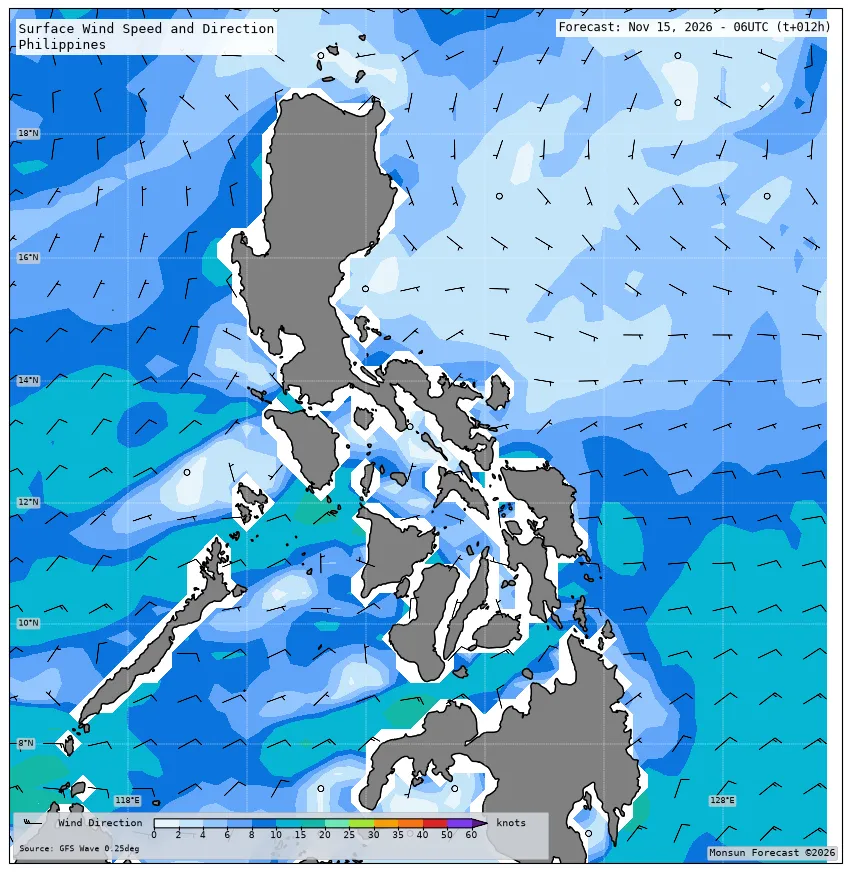 Surface Wind Speed and Direction
Philippines
Forecast: Nov 15, 2026 - 06UTC (t+012h)
18°N
16°N
14°N
12°N
10°N
8°N
118°E
128°E
Wind Direction
0 2 4 6 8 10 15 20 25 30 35 40 50 60
knots
Source: GFS Wave 0.25deg
Monsun Forecast ©2026